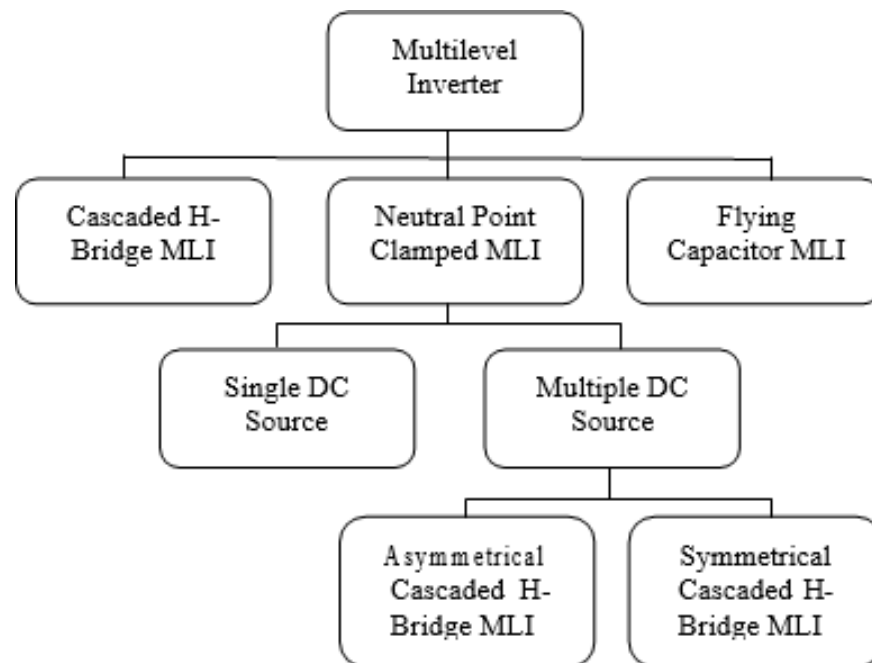 Multilevel
Inverter
Cascaded H-
Bridge MLI
Neutral Point
Clamped MLI
Flying
Capacitor MLI
Single DC
Source
Multiple DC
Source
Asymmetrical
Cascaded H-
Bridge MLI
Symmetrical
Cascaded H-
Bridge MLI